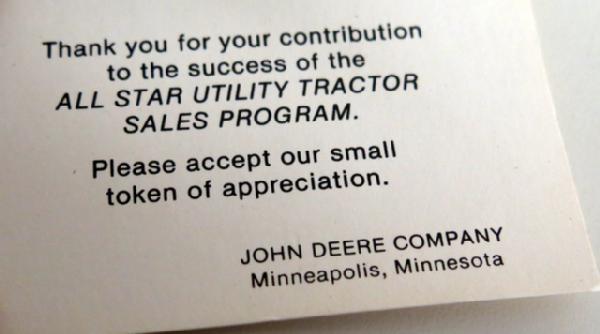 Thank you for your contribution
to the success of the
ALL STAR UTILITY TRACTOR
SALES PROGRAM.
Please accept our small
token of appreciation.
JOHN DEERE COMPANY
Minneapolis, Minnesota